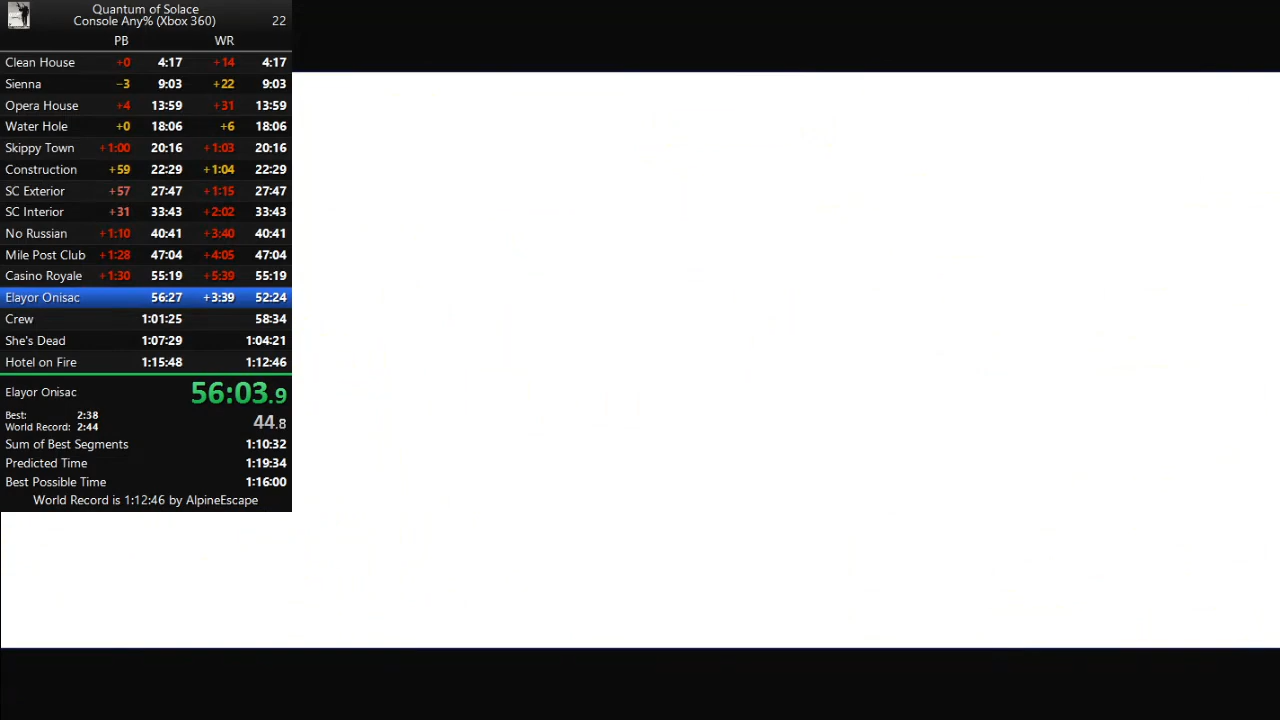 Quantum of Solace
Console Any% (Xbox 360) 22
PB WR
Clean House +0 4:17 +14 4:17
Sienna −3 9:03 +22 9:03
Opera House +4 13:59 +31 13:59
Water Hole +0 18:06 +6 18:06
Skippy Town +1:00 20:16 +1:03 20:16
Construction +59 22:29 +1:04 22:29
SC Exterior +57 27:47 +1:15 27:47
SC Interior +31 33:43 +2:02 33:43
No Russian +1:10 40:41 +3:40 40:41
Mile Post Club +1:28 47:04 +4:05 47:04
Casino Royale +1:30 55:19 +5:39 55:19
Elayor Onisac 56:27 +3:39 52:24
Crew 1:01:25 58:34
She's Dead 1:07:29 1:04:21
Hotel on Fire 1:15:48 1:12:46
Elayor Onisac 56:03.9
Best: 2:38
World Record: 2:44 44.8
Sum of Best Segments 1:10:32
Predicted Time 1:19:34
Best Possible Time 1:16:00
World Record is 1:12:46 by AlpineEscape